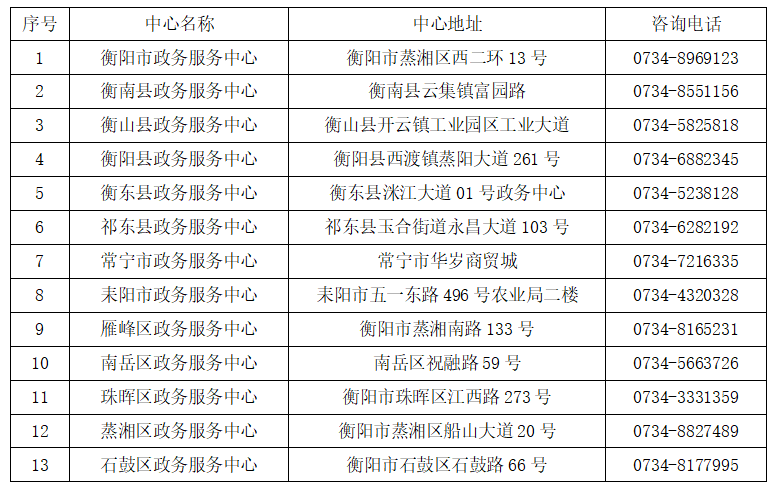 序号 中心名称 中心地址 咨询电话
1 衡阳市政务服务中心 衡阳市蒸湘区西二环 13 号 0734-8969123
2 衡南县政务服务中心 衡南县云集镇富园路 0734-8551156
3 衡山县政务服务中心 衡山县开云镇工业园区工业大道 0734-5825818
4 衡阳县政务服务中心 衡阳县西渡镇蒸阳大道 261 号 0734-6882345
5 衡东县政务服务中心 衡东县洣江大道 01 号政务中心 0734-5238128
6 祁东县政务服务中心 祁东县玉合街道永昌大道 103 号 0734-6282192
7 常宁市政务服务中心 常宁市华岁商贸城 0734-7216335
8 耒阳市政务服务中心 耒阳市五一东路 496 号农业局二楼 0734-4320328
9 雁峰区政务服务中心 衡阳市蒸湘南路 133 号 0734-8165231
10 南岳区政务服务中心 南岳区祝融路 59 号 0734-5663726
11 珠晖区政务服务中心 衡阳市珠晖区江西路 273 号 0734-3331359
12 蒸湘区政务服务中心 衡阳市蒸湘区船山大道 20 号 0734-8827489
13 石鼓区政务服务中心 衡阳市石鼓区石鼓路 66 号 0734-8177995